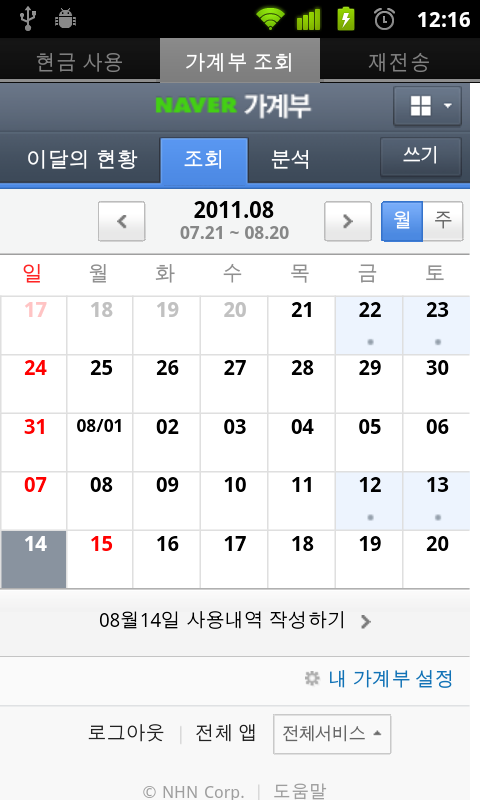 12:16
현금 사용 가계부 조회 재전송
NAVER 가계부
이달의 현황 조회 분석 쓰기
2011.08 월 주
07.21 ~ 08.20
일 월 화 수 목 금 토
17 18 19 20 21 22 23
24 25 26 27 28 29 30
31 08/01 02 03 04 05 06
07 08 09 10 11 12 13
14 15 16 17 18 19 20
08월14일 사용내역 작성하기
내 가계부 설정
로그아웃 | 전체 앱 전체서비스
© NHN Corp. | 도움말